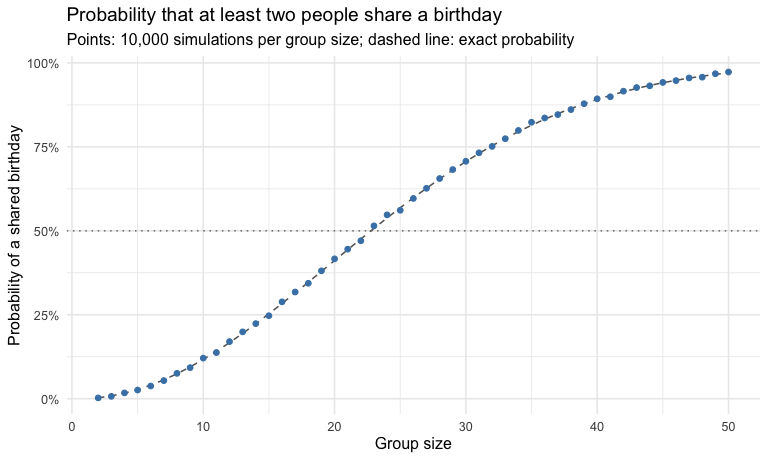 Probability that at least two people share a birthday
Points: 10,000 simulations per group size; dashed line: exact probability
Probability of a shared birthday
100%
75%
50%
25%
0%
0 10 20 30 40 50
Group size